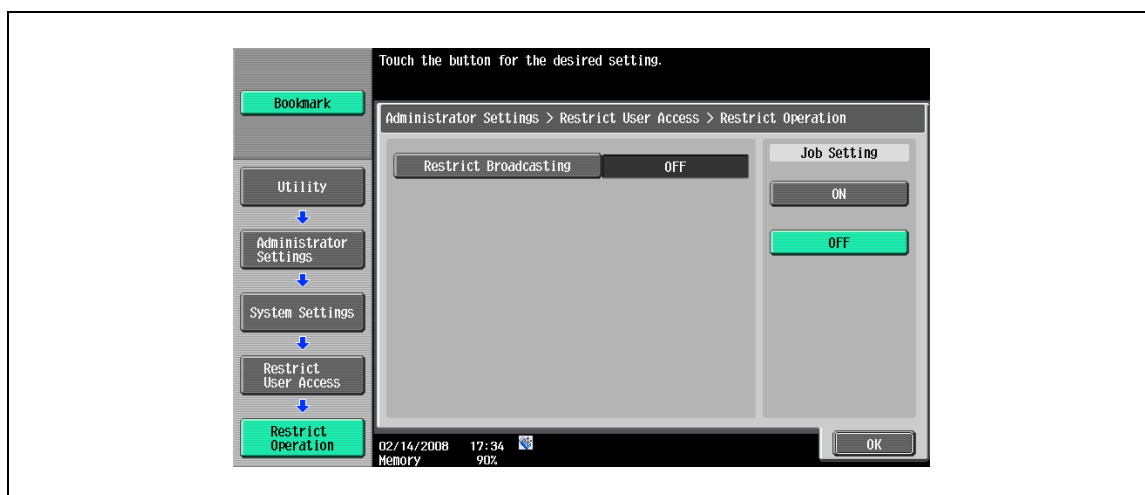 Touch the button for the desired setting.
Bookmark
Administrator Settings > Restrict User Access > Restrict Operation
Restrict Broadcasting
OFF
Job Setting
ON
OFF
Utility
Administrator
Settings
System Settings
Restrict
User Access
Restrict
Operation
02/14/2008 17:34
Memory 90%
OK